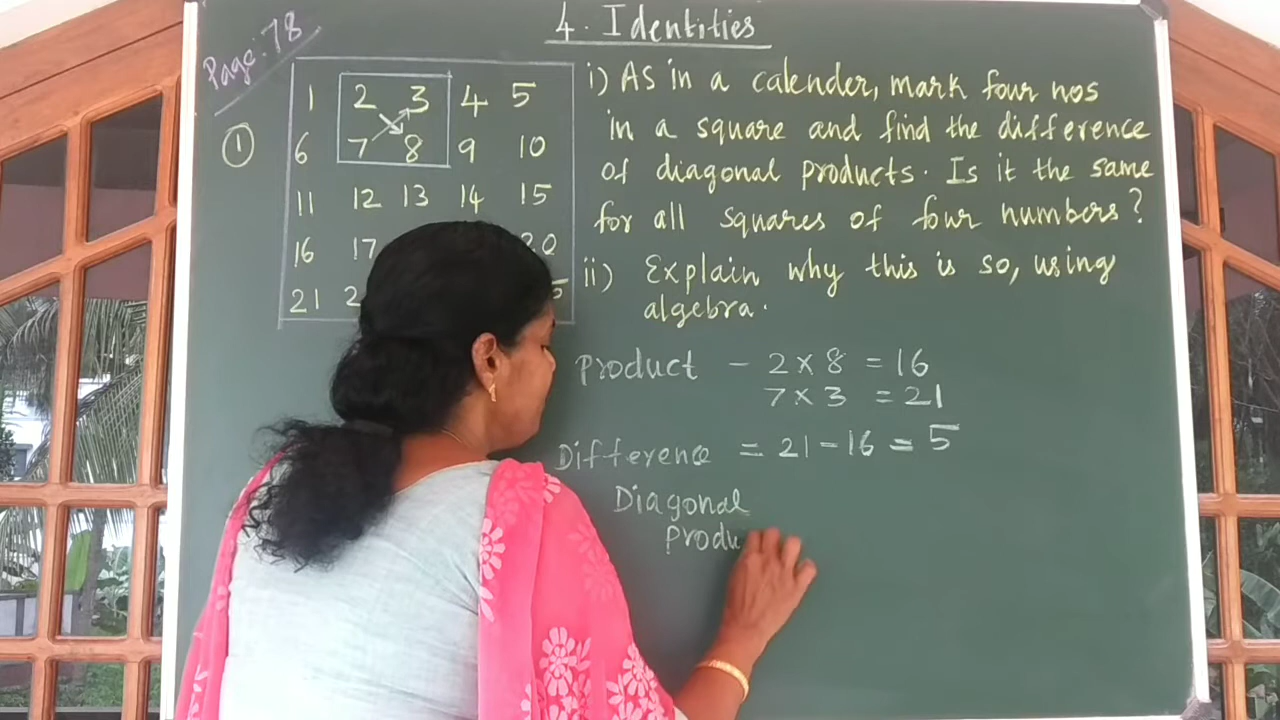 4. Identities
Page: 78
1 2 3 4 5
① 6 7 8 9 10
11 12 13 14 15
16 17 20
21 2 5
i) AS in a calender, mark four nos
in a square and find the difference
of diagonal products. Is it the same
for all squares of four numbers?
ii) Explain why this is so, using
algebra.
Product - 2 × 8 = 16
7 × 3 = 21
Difference = 21 - 16 = 5
Diagonal
Produ